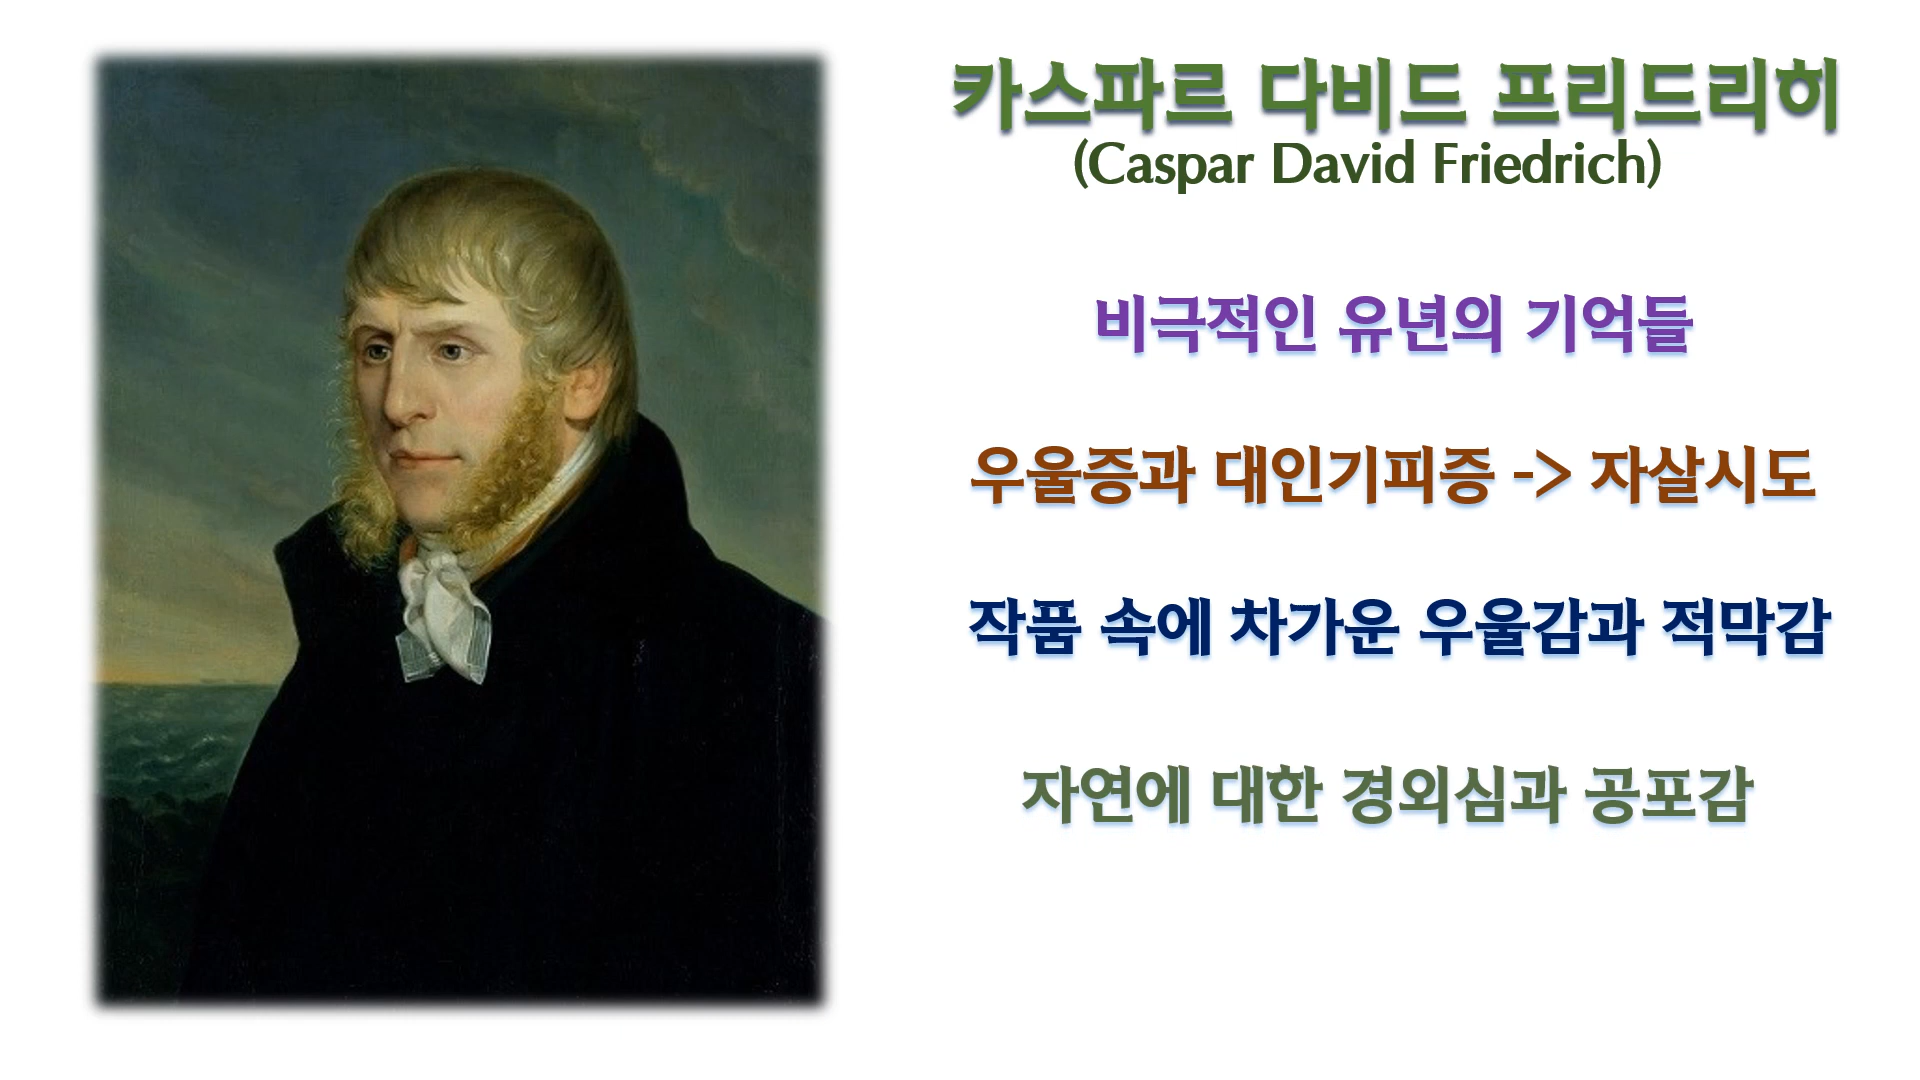 카스파르 다비드 프리드리히
(Caspar David Friedrich)
비극적인 유년의 기억들
우울증과 대인기피증 -> 자살시도
작품 속에 차가운 우울감과 적막감
자연에 대한 경외심과 공포감